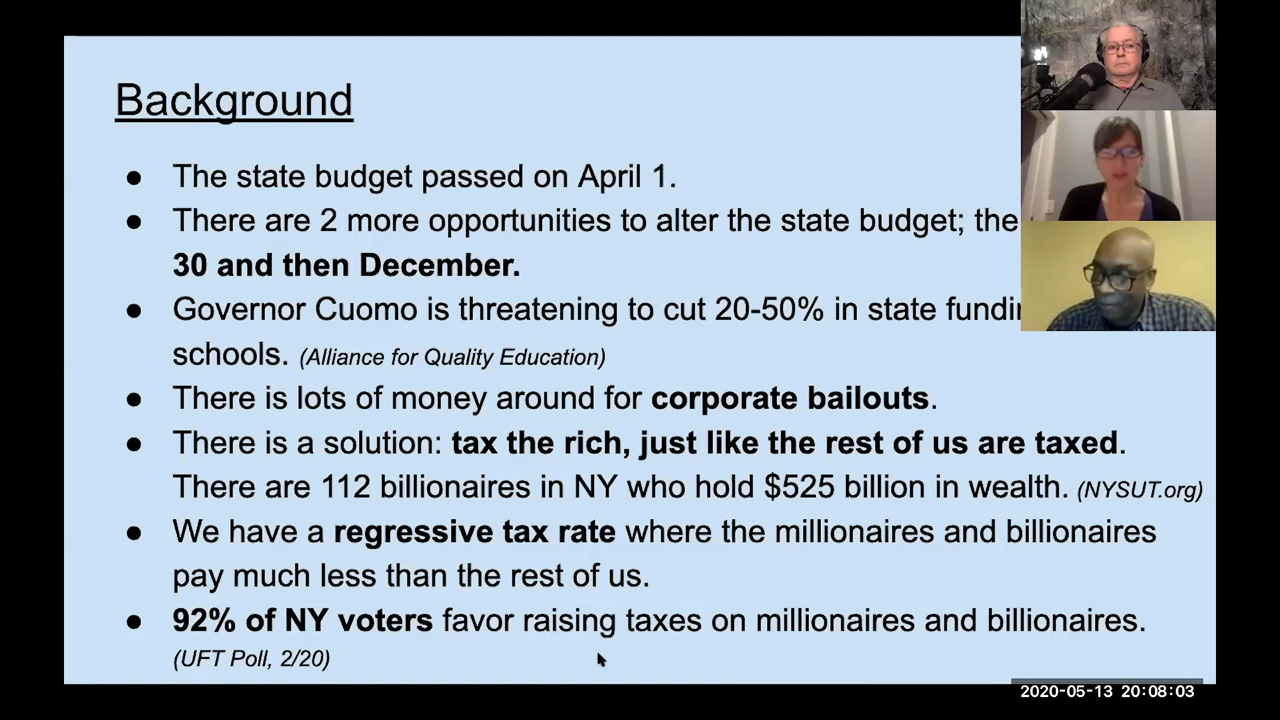 Background
● The state budget passed on April 1.
● There are 2 more opportunities to alter the state budget; the
30 and then December.
● Governor Cuomo is threatening to cut 20-50% in state
schools. (Alliance for Quality Education)
● There is lots of money around for corporate bailouts.
● There is a solution: tax the rich, just like the rest of us are taxed.
There are 112 billionaires in NY who hold $525 billion in wealth. (NYSUT.org)
● We have a regressive tax rate where the millionaires and billionaires
pay much less than the rest of us.
● 92% of NY voters favor raising taxes on millionaires and billionaires.
(UFT Poll, 2/20)
2020-05-13 20:08:03